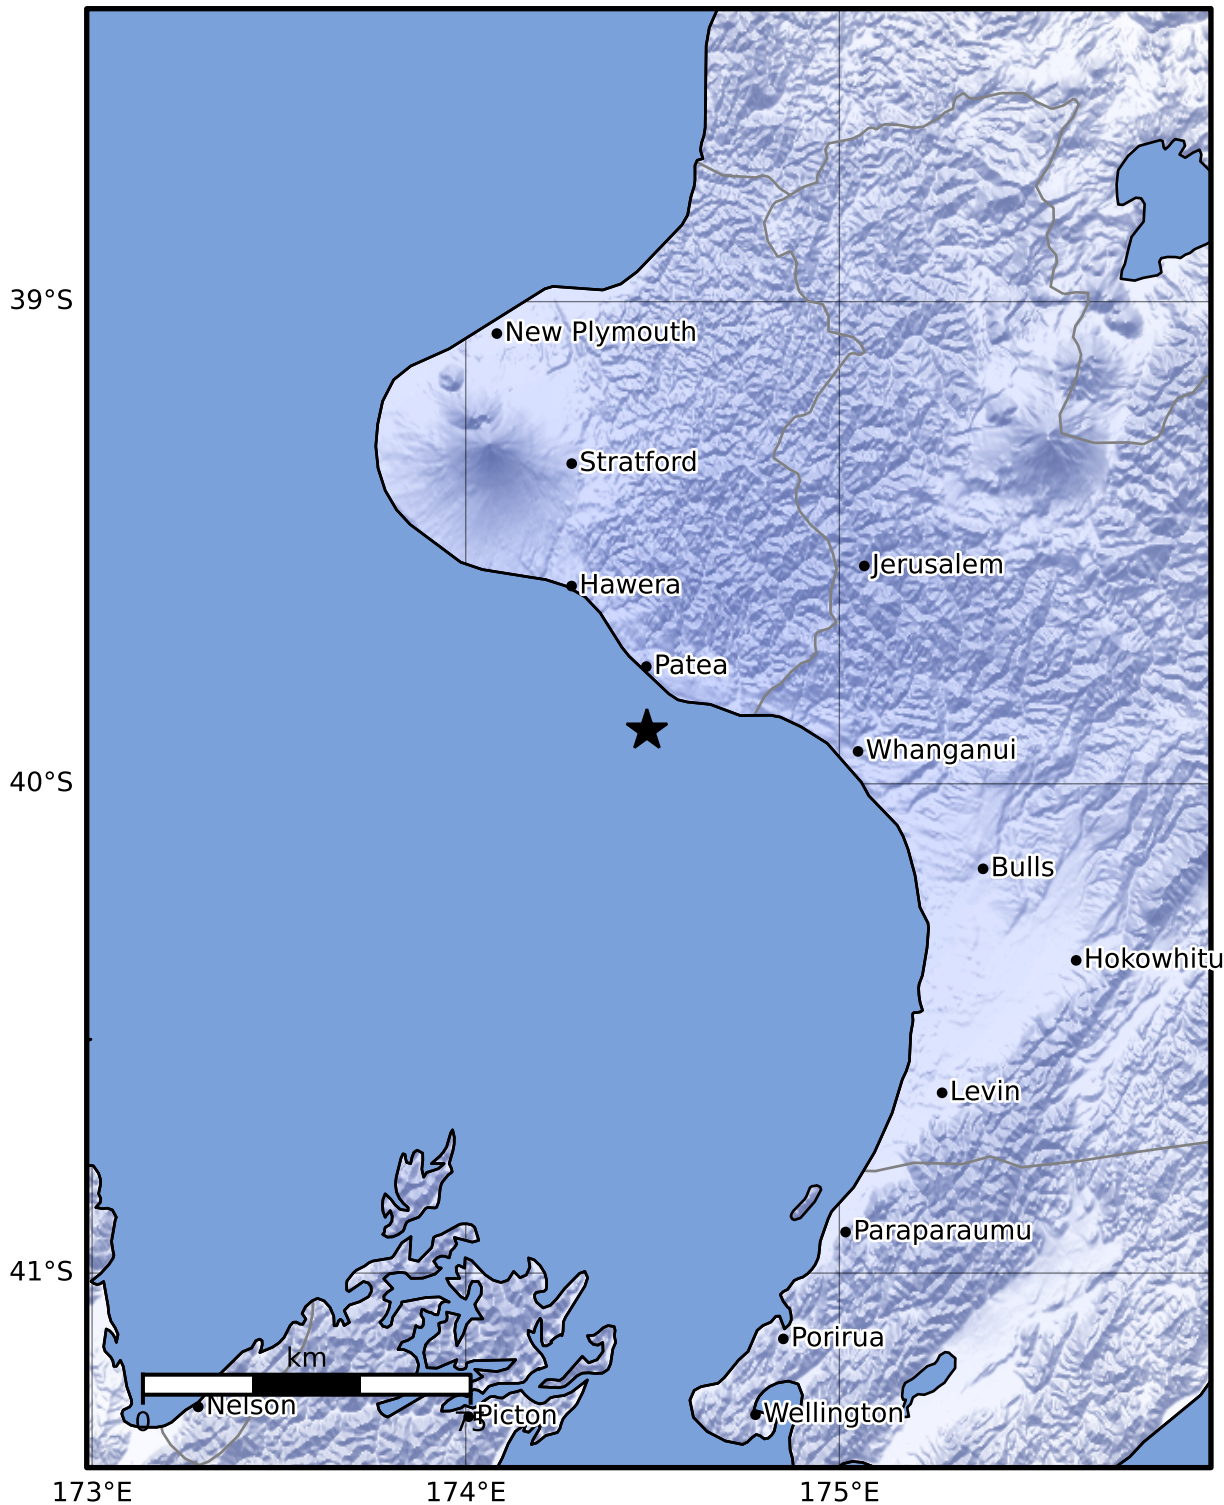 39°S
New Plymouth
Stratford
Jerusalem
Hawera
Patea
Whanganui
40°S
Bulls
Hokowhitu
Levin
Paraparaumu
41°S
Porirua
km
Nelson
Picton
Wellington
0
75
173°E
174°E
175°E